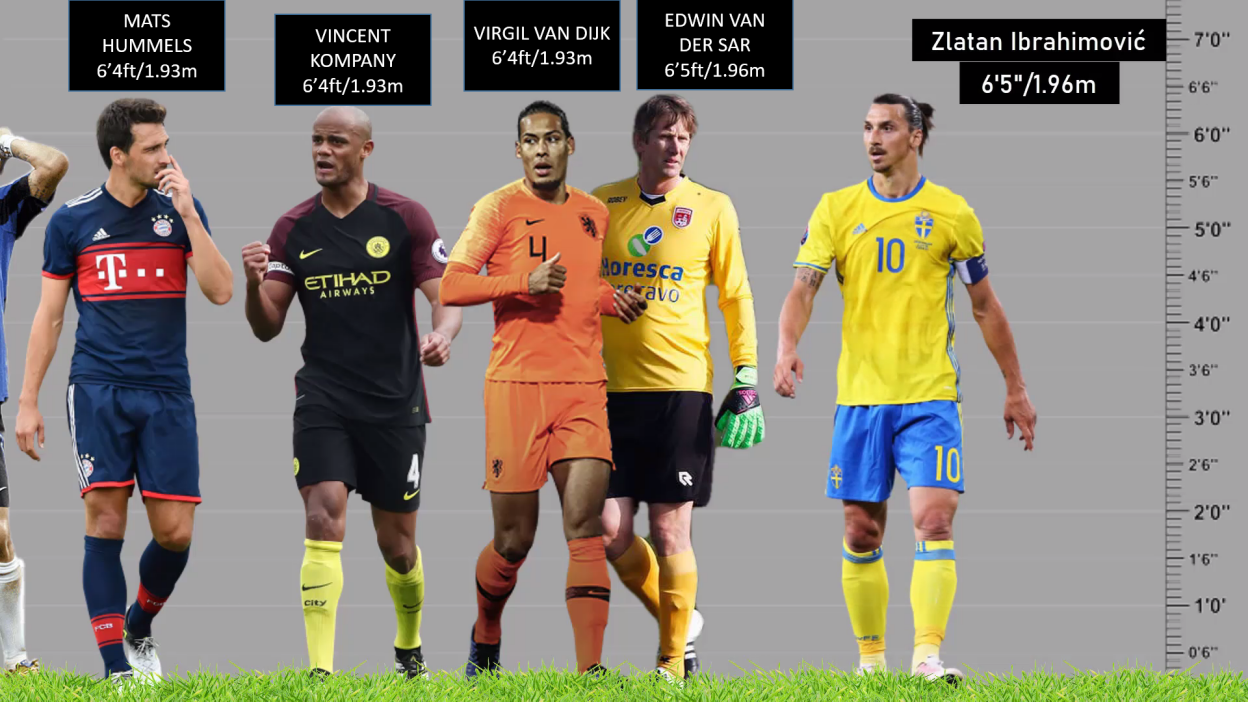 MATS
HUMMELS
6’4ft/1.93m
VINCENT
KOMPANY
6’4ft/1.93m
VIRGIL VAN DIJK
6’4ft/1.93m
EDWIN VAN
DER SAR
6’5ft/1.96m
Zlatan Ibrahimović
6'5"/1.96m
7'0"
6'6"
6'0"
5'6"
5'0"
4'6"
4'0"
3'6"
3'0"
2'6"
2'0"
1'6"
1'0'
0'6"
T
FCB
ETIHAD
AIRWAYS
4
city
4
ROBEY
10
10